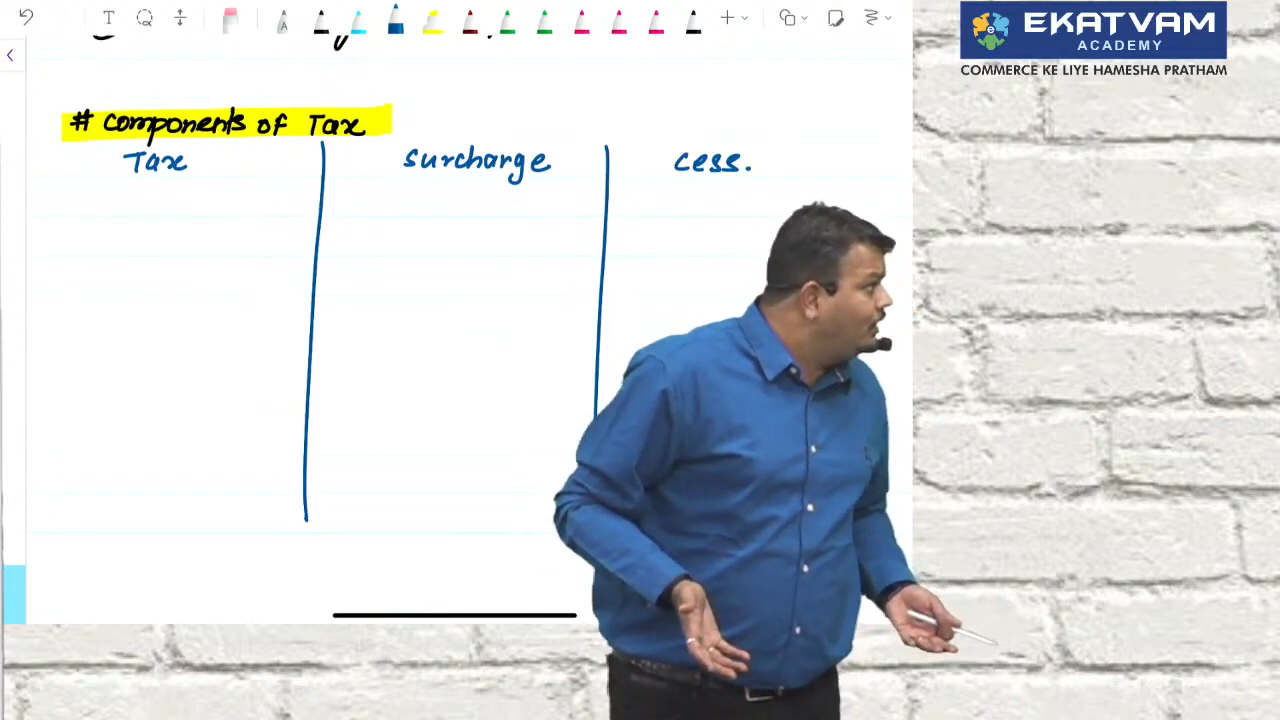 EKATVAM
ACADEMY
COMMERCE KE LIYE HAMESHA PRATHAM
# components of Tax
Tax surcharge cess.